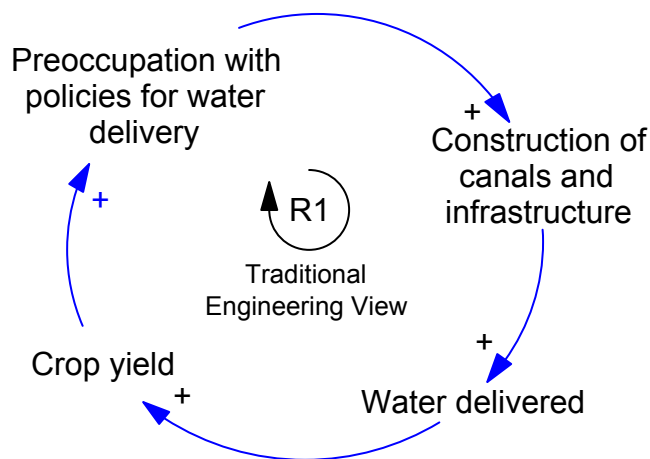 Preoccupation with
policies for water
delivery
+
Construction of
canals and
infrastructure
+
R1
Traditional
Engineering View
+
Water delivered
+
Crop yield